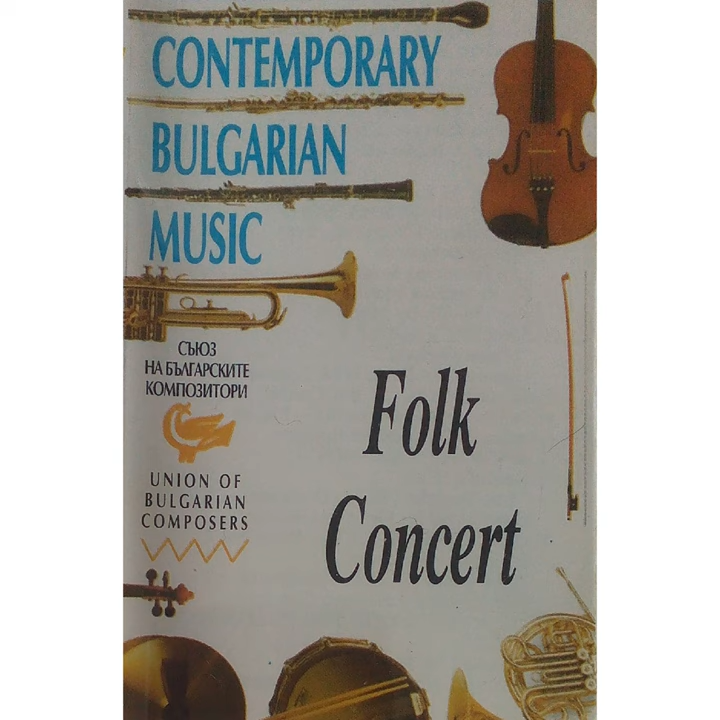 CONTEMPORARY
BULGARIAN
MUSIC
СЪЮЗ
НА БЪЛГАРСКИТЕ
КОМПОЗИТОРИ
UNION OF
BULGARIAN
COMPOSERS
Folk
Concert